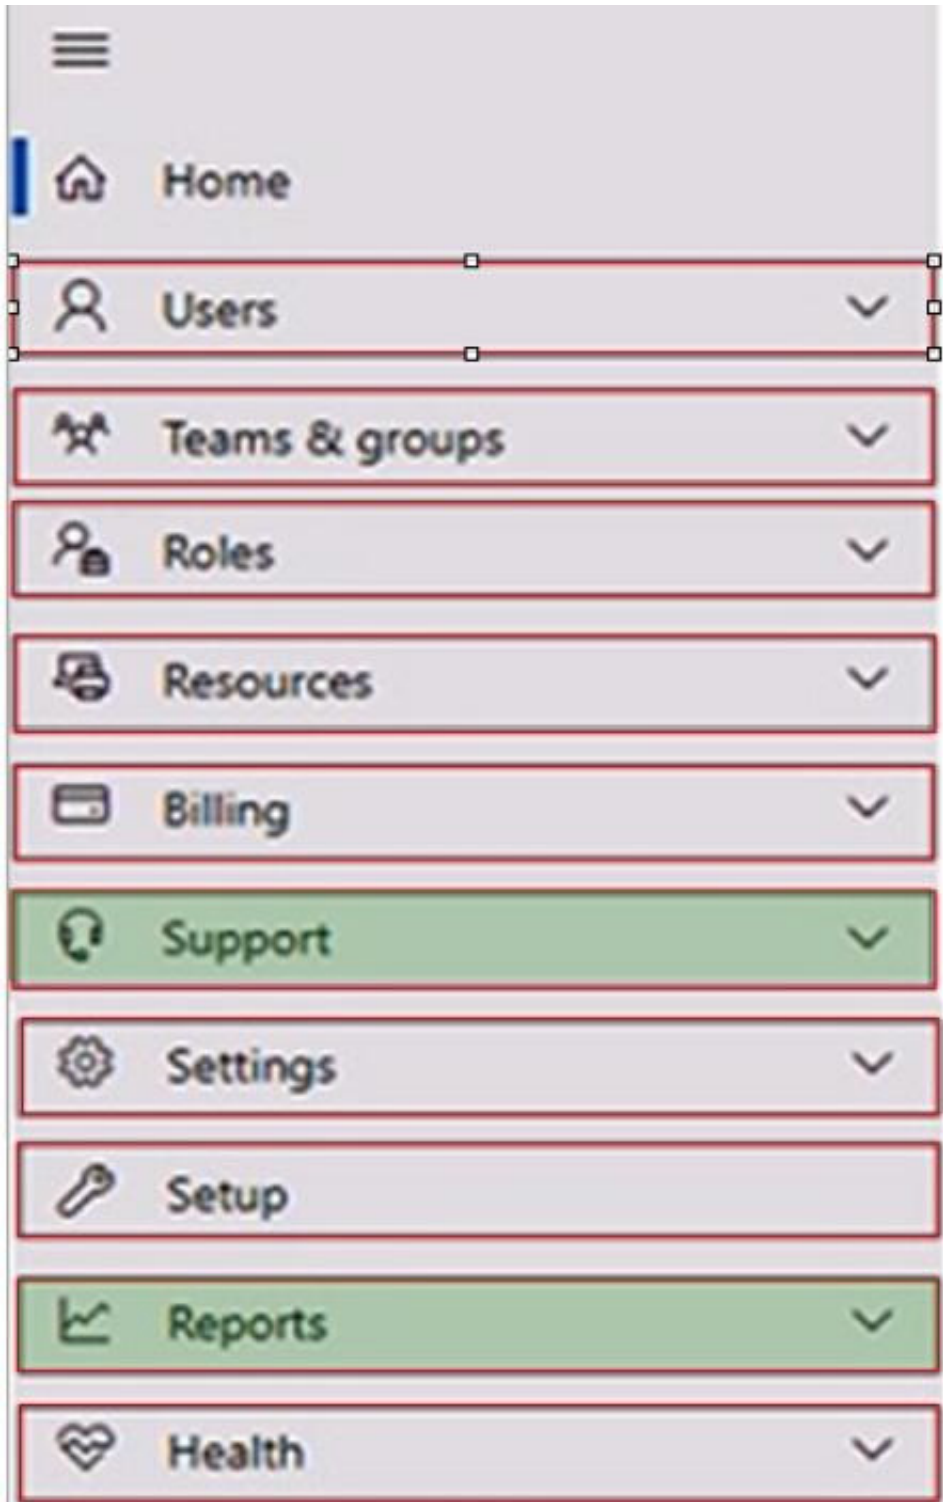 Home
Users
Teams & groups
Roles
Resources
Billing
Support
Settings
Setup
Reports
Health